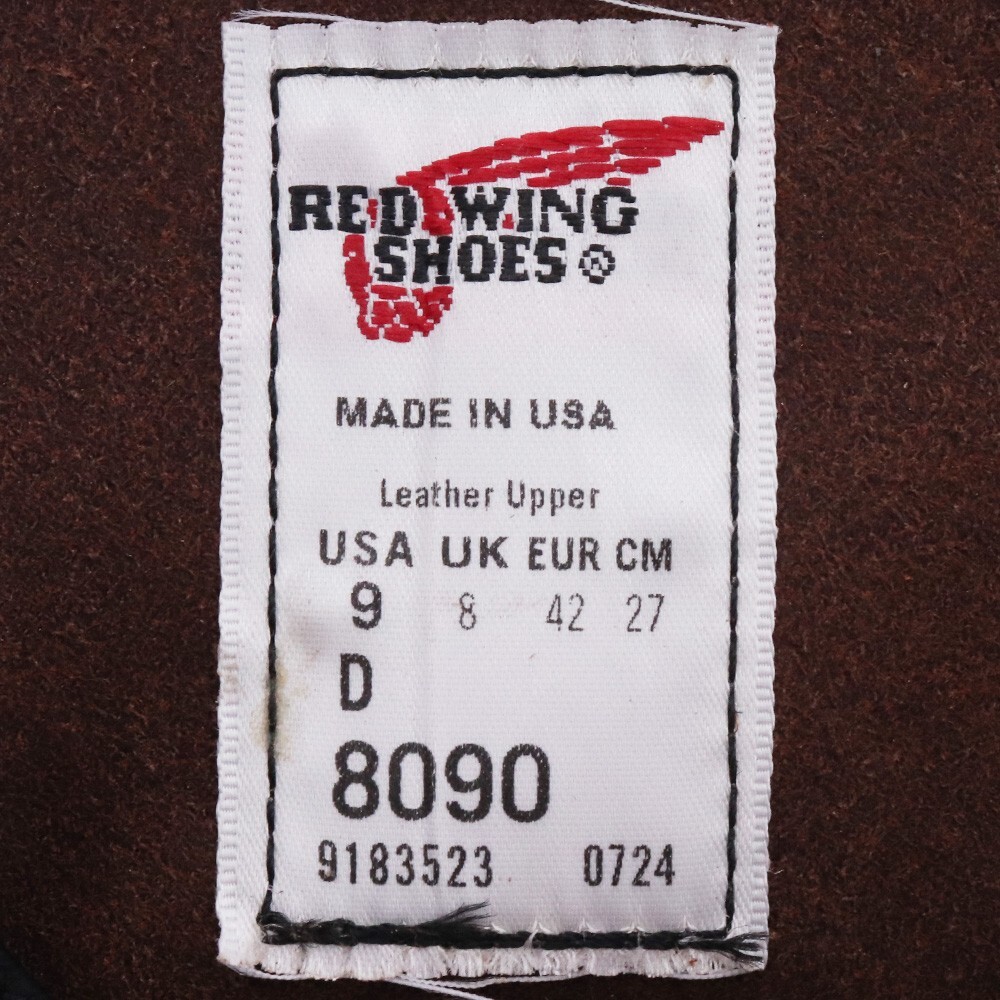 RED WING
SHOES ®
MADE IN USA
Leather Upper
USA UK EUR CM
9 8 42 27
D
8090
9183523 0724